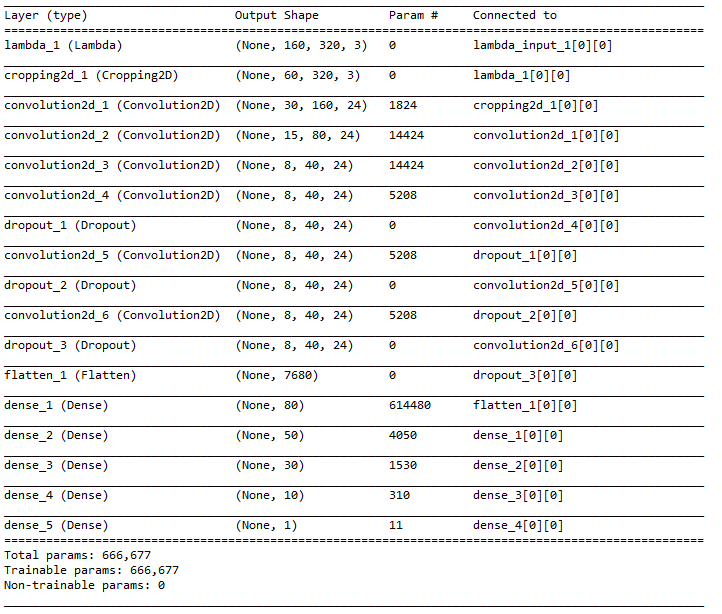 Layer (type) Output Shape Param # Connected to
lambda_1 (Lambda) (None, 160, 320, 3) 0 lambda_input_1[0][0]
cropping2d_1 (Cropping2D) (None, 60, 320, 3) 0 lambda_1[0][0]
convolution2d_1 (Convolution2D) (None, 30, 160, 24) 1824 cropping2d_1[0][0]
convolution2d_2 (Convolution2D) (None, 15, 80, 24) 14424 convolution2d_1[0][0]
convolution2d_3 (Convolution2D) (None, 8, 40, 24) 14424 convolution2d_2[0][0]
convolution2d_4 (Convolution2D) (None, 8, 40, 24) 5208 convolution2d_3[0][0]
dropout_1 (Dropout) (None, 8, 40, 24) 0 convolution2d_4[0][0]
convolution2d_5 (Convolution2D) (None, 8, 40, 24) 5208 dropout_1[0][0]
dropout_2 (Dropout) (None, 8, 40, 24) 0 convolution2d_5[0][0]
convolution2d_6 (Convolution2D) (None, 8, 40, 24) 5208 dropout_2[0][0]
dropout_3 (Dropout) (None, 8, 40, 24) 0 convolution2d_6[0][0]
flatten_1 (Flatten) (None, 7680) 0 dropout_3[0][0]
dense_1 (Dense) (None, 80) 614480 flatten_1[0][0]
dense_2 (Dense) (None, 50) 4050 dense_1[0][0]
dense_3 (Dense) (None, 30) 1530 dense_2[0][0]
dense_4 (Dense) (None, 10) 310 dense_3[0][0]
dense_5 (Dense) (None, 1) 11 dense_4[0][0]
Total params: 666,677
Trainable params: 666,677
Non-trainable params: 0